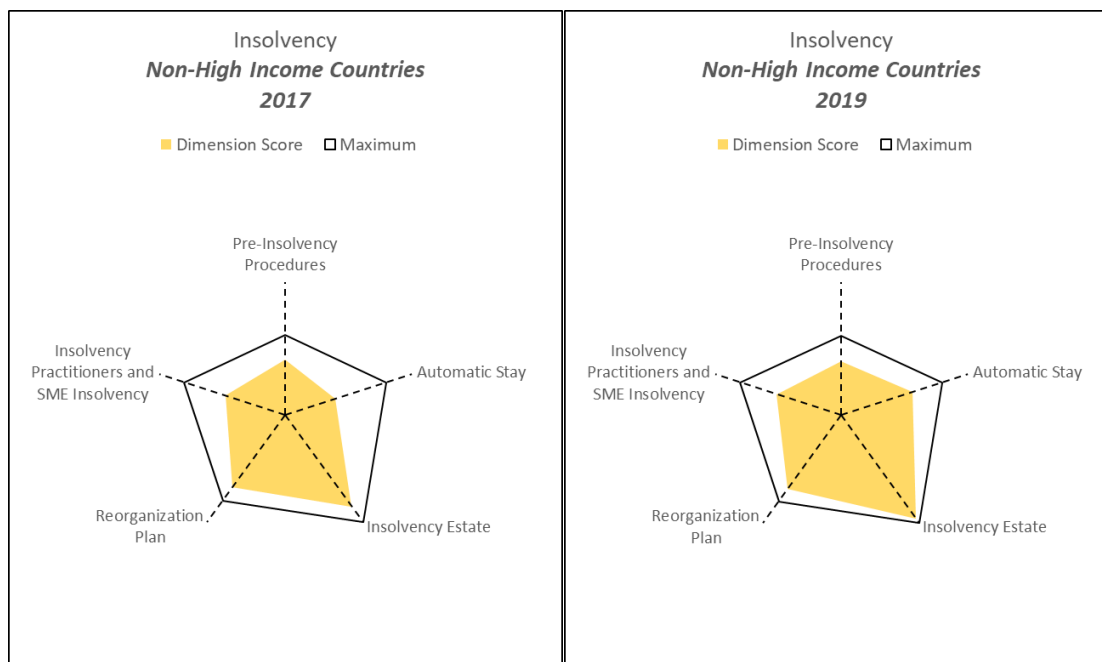 Insolvency
Non-High Income Countries
2017
Dimension Score
Maximum
Pre-Insolvency
Procedures
Insolvency
Practitioners and
SME Insolvency
Automatic Stay
Reorganization
Plan
Insolvency Estate
Insolvency
Non-High Income Countries
2019
Dimension Score
Maximum
Pre-Insolvency
Procedures
Insolvency
Practitioners and
SME Insolvency
Automatic Stay
Reorganization
Plan
Insolvency Estate